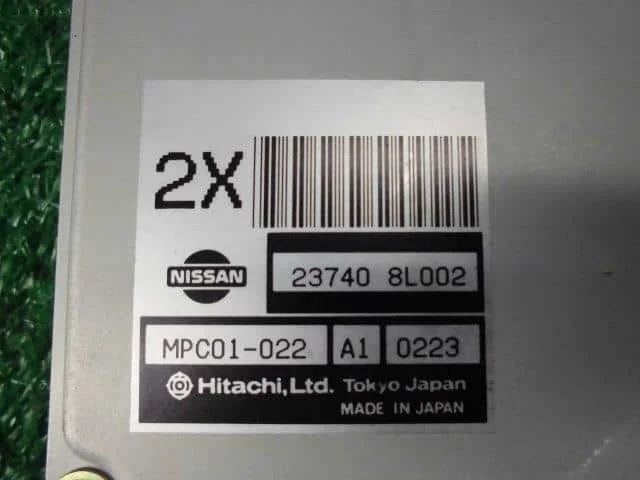 2X
NISSAN
23740 8L002
MPC01-022 A1 0223
Hitachi, Ltd. Tokyo Japan
MADE IN JAPAN